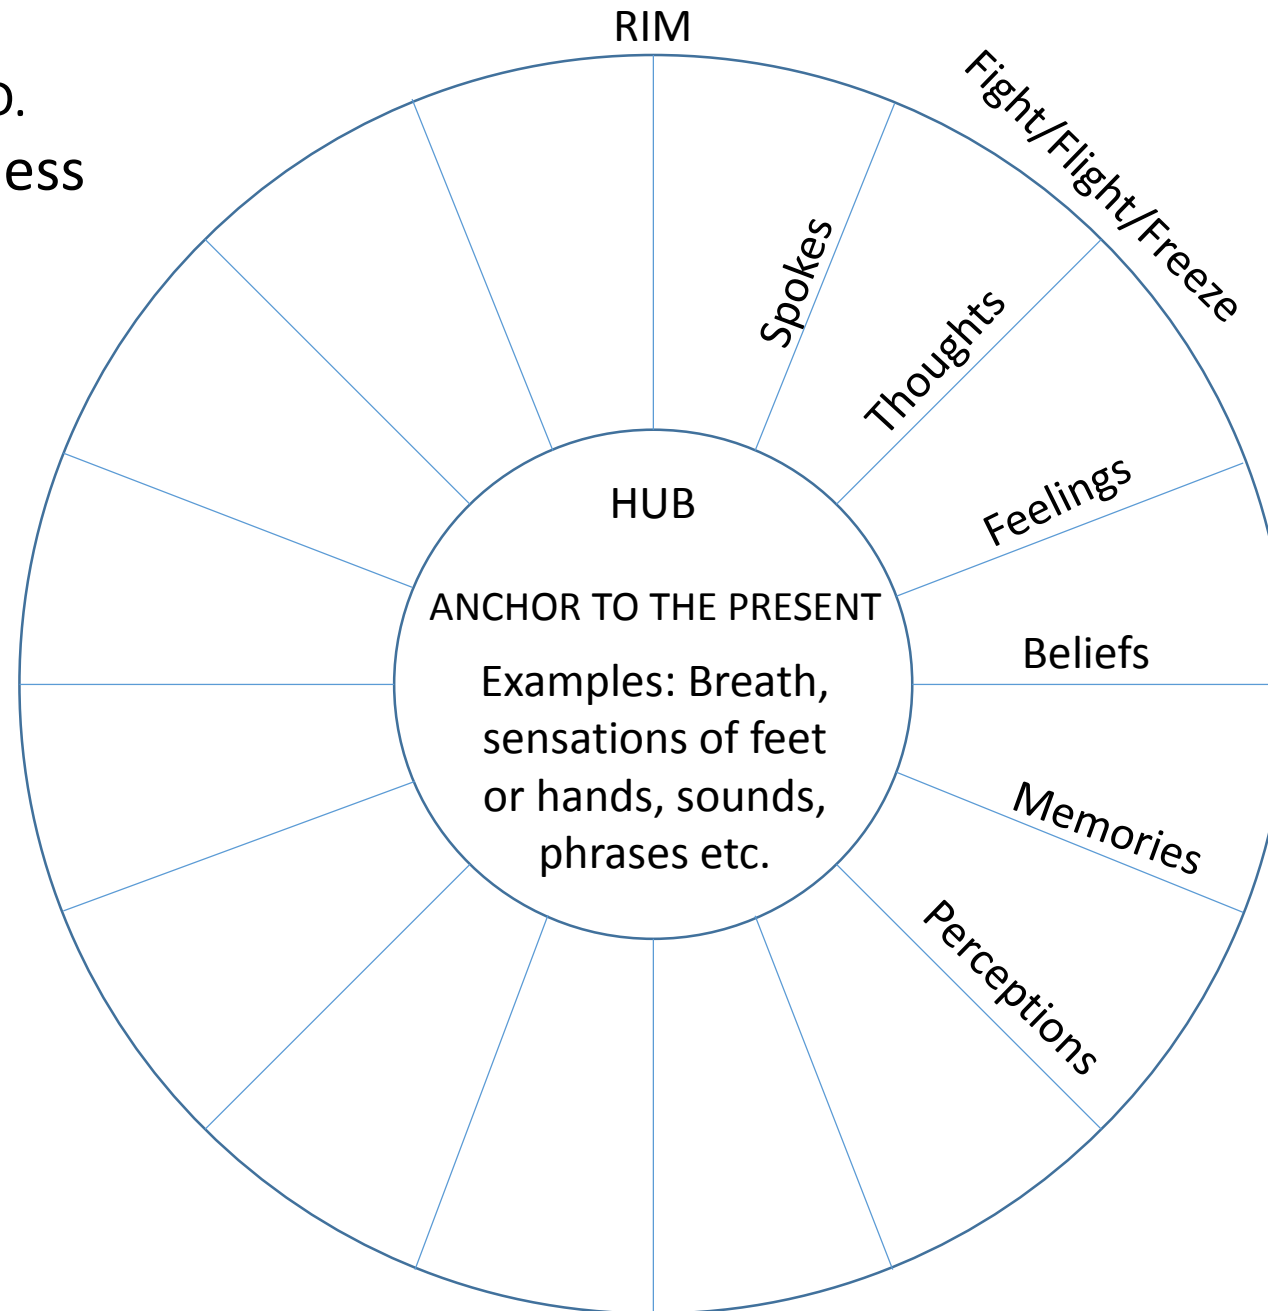 RIM
D.
ess
Fight/Flight/Freeze
Spokes
Thoughts
Feelings
Beliefs
Memories
Perceptions
HUB
ANCHOR TO THE PRESENT
Examples: Breath,
sensations of feet
or hands, sounds,
phrases etc.